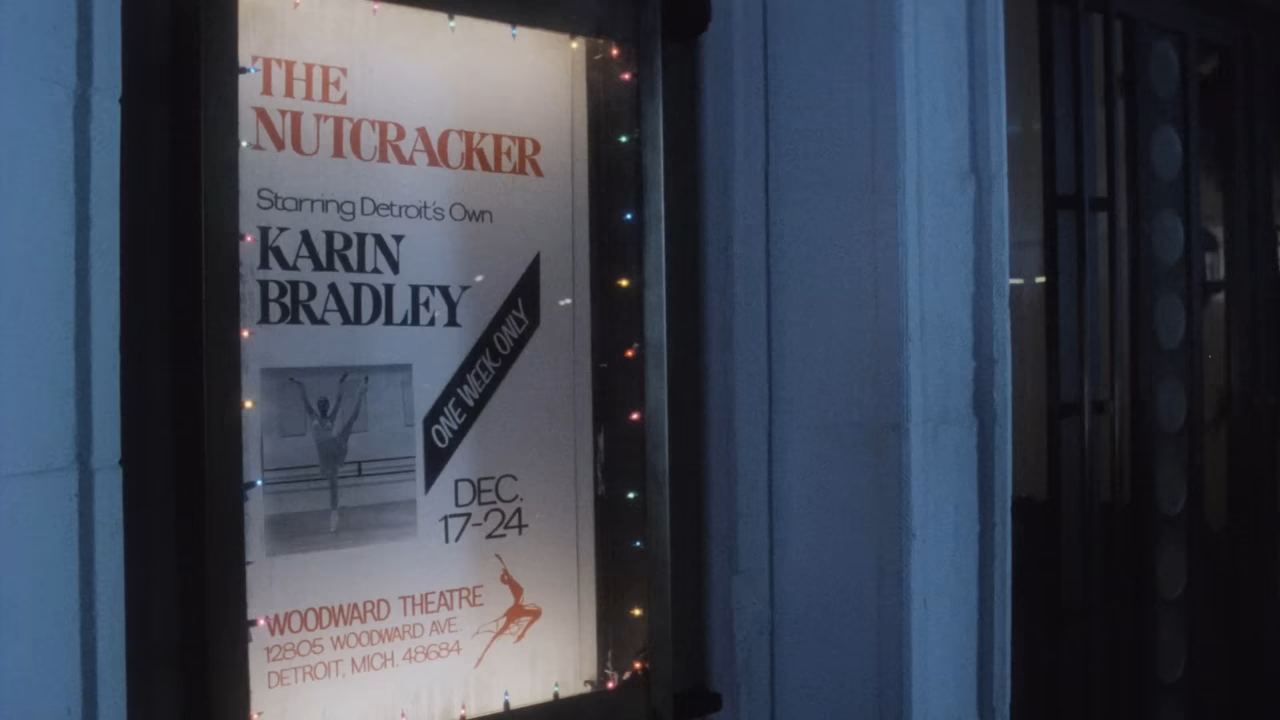 THE
NUTCRACKER
Starring Detroit's Own
KARIN
BRADLEY
ONE WEEK ONLY
DEC.
17-24
WOODWARD THEATRE
12805 WOODWARD AVE.
DETROIT, MICH. 48684